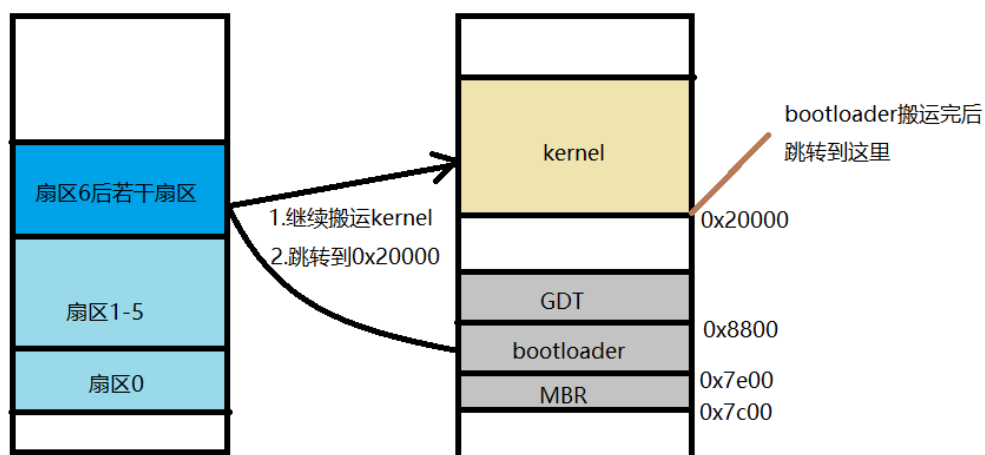 扇区6后若干扇区
扇区1-5
扇区0
1.继续搬运kernel
2.跳转到0x20000
kernel
GDT
bootloader
MBR
bootloader搬运完后
跳转到这里
0x20000
0x8800
0x7e00
0x7c00